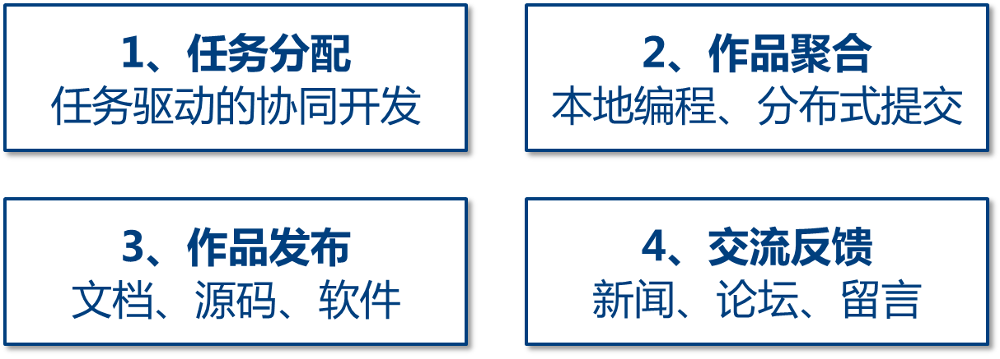 1、任务分配
任务驱动的协同开发
2、作品聚合
本地编程、分布式提交
3、作品发布
文档、源码、软件
4、交流反馈
新闻、论坛、留言